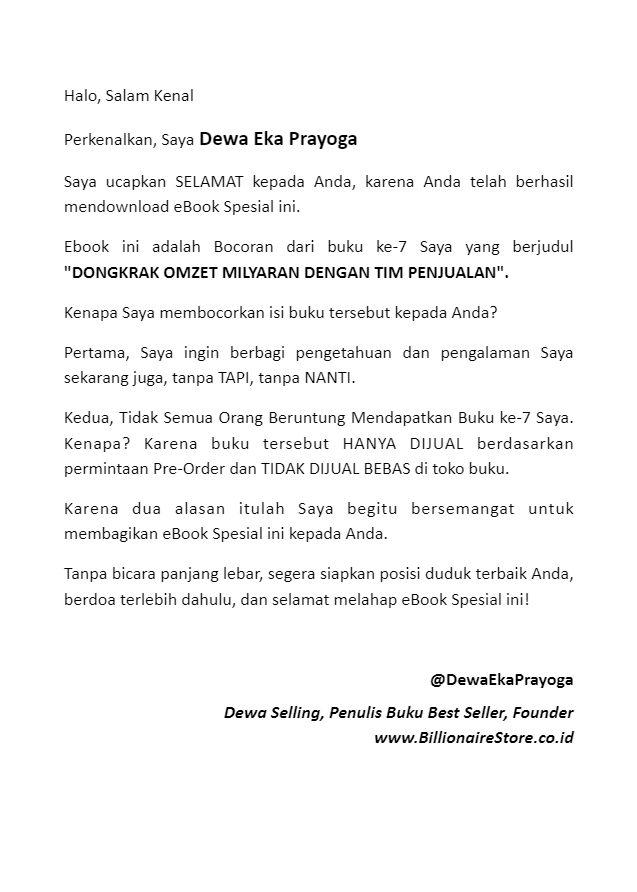 Halo, Salam Kenal
Perkenalkan, Saya Dewa Eka Prayoga
Saya ucapkan SELAMAT kepada Anda, karena Anda telah berhasil
mendownload eBook Spesial ini.
Ebook ini adalah Bocoran dari buku ke-7 Saya yang berjudul
"DONGKRAK OMZET MILYARAN DENGAN TIM PENJUALAN".
Kenapa Saya membocorkan isi buku tersebut kepada Anda?
Pertama, Saya ingin berbagi pengetahuan dan pengalaman Saya
sekarang juga, tanpa TAPI, tanpa NANTI.
Kedua, Tidak Semua Orang Beruntung Mendapatkan Buku ke-7 Saya.
Kenapa? Karena buku tersebut HANYA DIJUAL berdasarkan
permintaan Pre-Order dan TIDAK DIJUAL BEBAS di toko buku.
Karena dua alasan itulah Saya begitu bersemangat untuk
membagikan eBook Spesial ini kepada Anda.
Tanpa bicara panjang lebar, segera siapkan posisi duduk terbaik Anda,
berdoa terlebih dahulu, dan selamat melahap eBook Spesial ini!
@DewaEkaPrayoga
Dewa Selling, Penulis Buku Best Seller, Founder
www.BillionaireStore.co.id